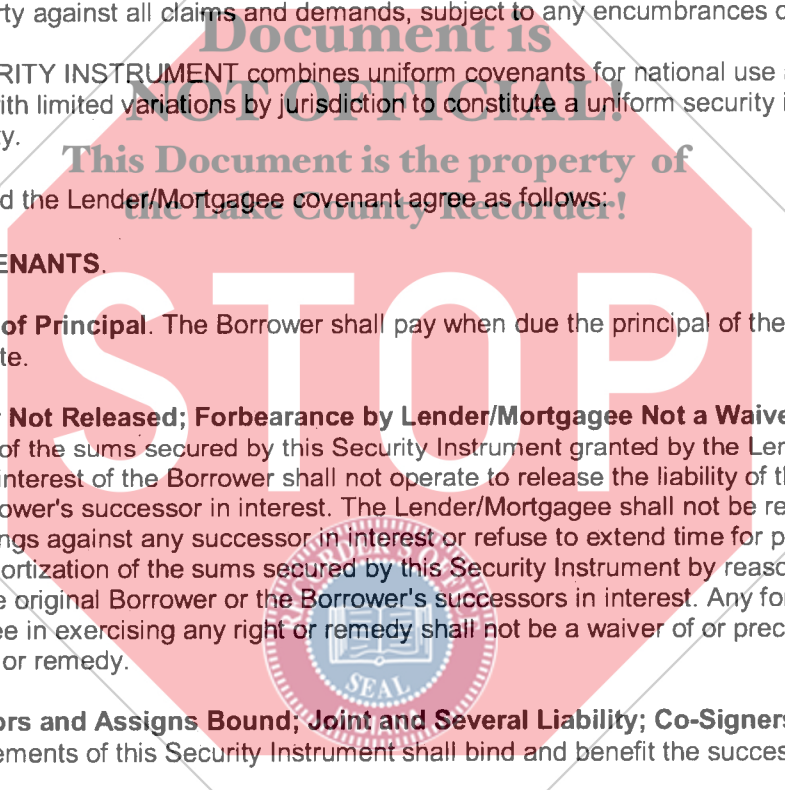 rty against all claims and demands, subject to any encumbrances o
Document is
RITY INSTRUMENT combines uniform covenants for national use
NOT OFFICIAL!
ith limited variations by jurisdiction to constitute a uniform security i
y.
This Document is the property of
d the Lender/Mortgagee covenant agree as follows:
the Lake County Recorder!
ENANTS.
STOP
of Principal. The Borrower shall pay when due the principal of the
te.
Not Released; Forbearance by Lender/Mortgagee Not a Waive
of the sums secured by this Security Instrument granted by the Len
interest of the Borrower shall not operate to release the liability of th
ower's successor in interest. The Lender/Mortgagee shall not be re
ngs against any successor in interest or refuse to extend time for p
ortization of the sums secured by this Security Instrument by reaso
e original Borrower or the Borrower's successors in interest. Any for
ee in exercising any right or remedy shall not be a waiver of or prec
or remedy.
RECORDER'S OFFICE
SEAL
ors and Assigns Bound; Joint and Several Liability; Co-Signers
ements of this Security Instrument shall bind and benefit the succes